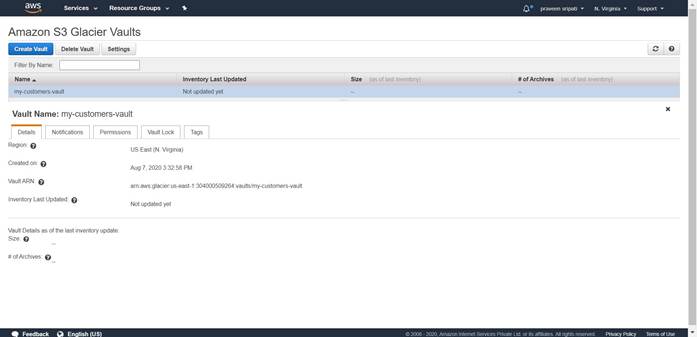 aws Services Resource Groups praveen sripati N. Virginia Support
Amazon S3 Glacier Vaults
Create Vault Delete Vault Settings
Filter By Name:
Name Inventory Last Updated Size (as of last inventory) # of Archives (as of last inventory)
my-customers-vault Not updated yet -- --
Vault Name: my-customers-vault
Details Notifications Permissions Vault Lock Tags
Region:
US East (N. Virginia)
Created on:
Aug 7, 2020 3:32:58 PM
Vault ARN:
arn:aws:glacier:us-east-1:304000509264:vaults/my-customers-vault
Inventory Last Updated:
Not updated yet
Vault Details as of the last inventory update:
Size:
--
# of Archives:
--
Feedback English (US) © 2008 - 2020, Amazon Internet Services Private Ltd. or its affiliates. All rights reserved. Privacy Policy Terms of Use